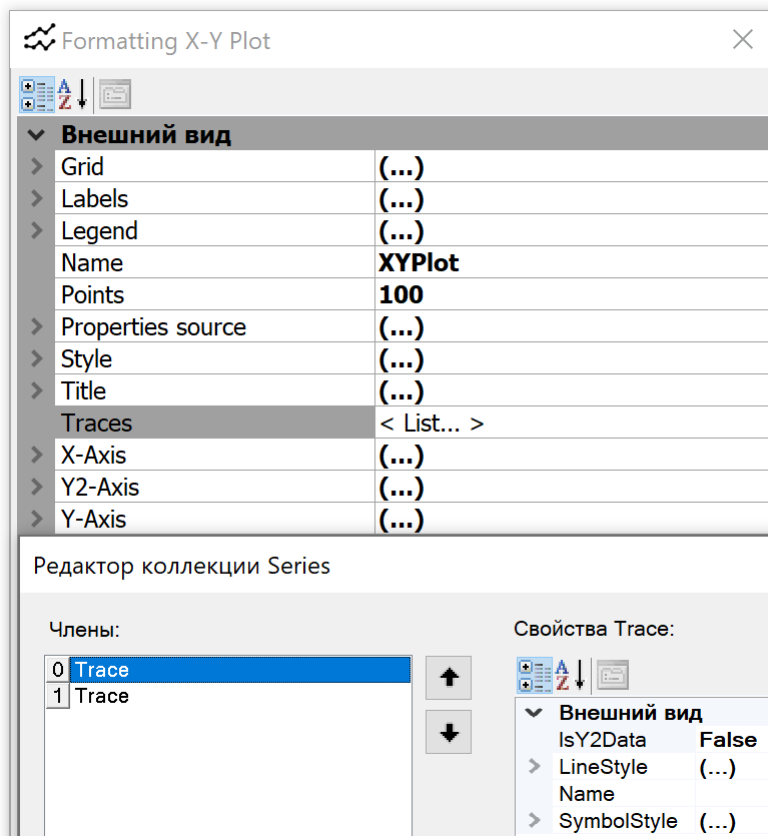 Formatting X-Y Plot
Внешний вид
Grid (...)
Labels (...)
Legend (...)
Name XYPlot
Points 100
Properties source (...)
Style (...)
Title (...)
Traces < List... >
X-Axis (...)
Y2-Axis (...)
Y-Axis (...)
Редактор коллекции Series
Члены:
0 Trace
1 Trace
Свойства Trace:
Внешний вид
IsY2Data False
LineStyle (...)
Name
SymbolStyle (...)